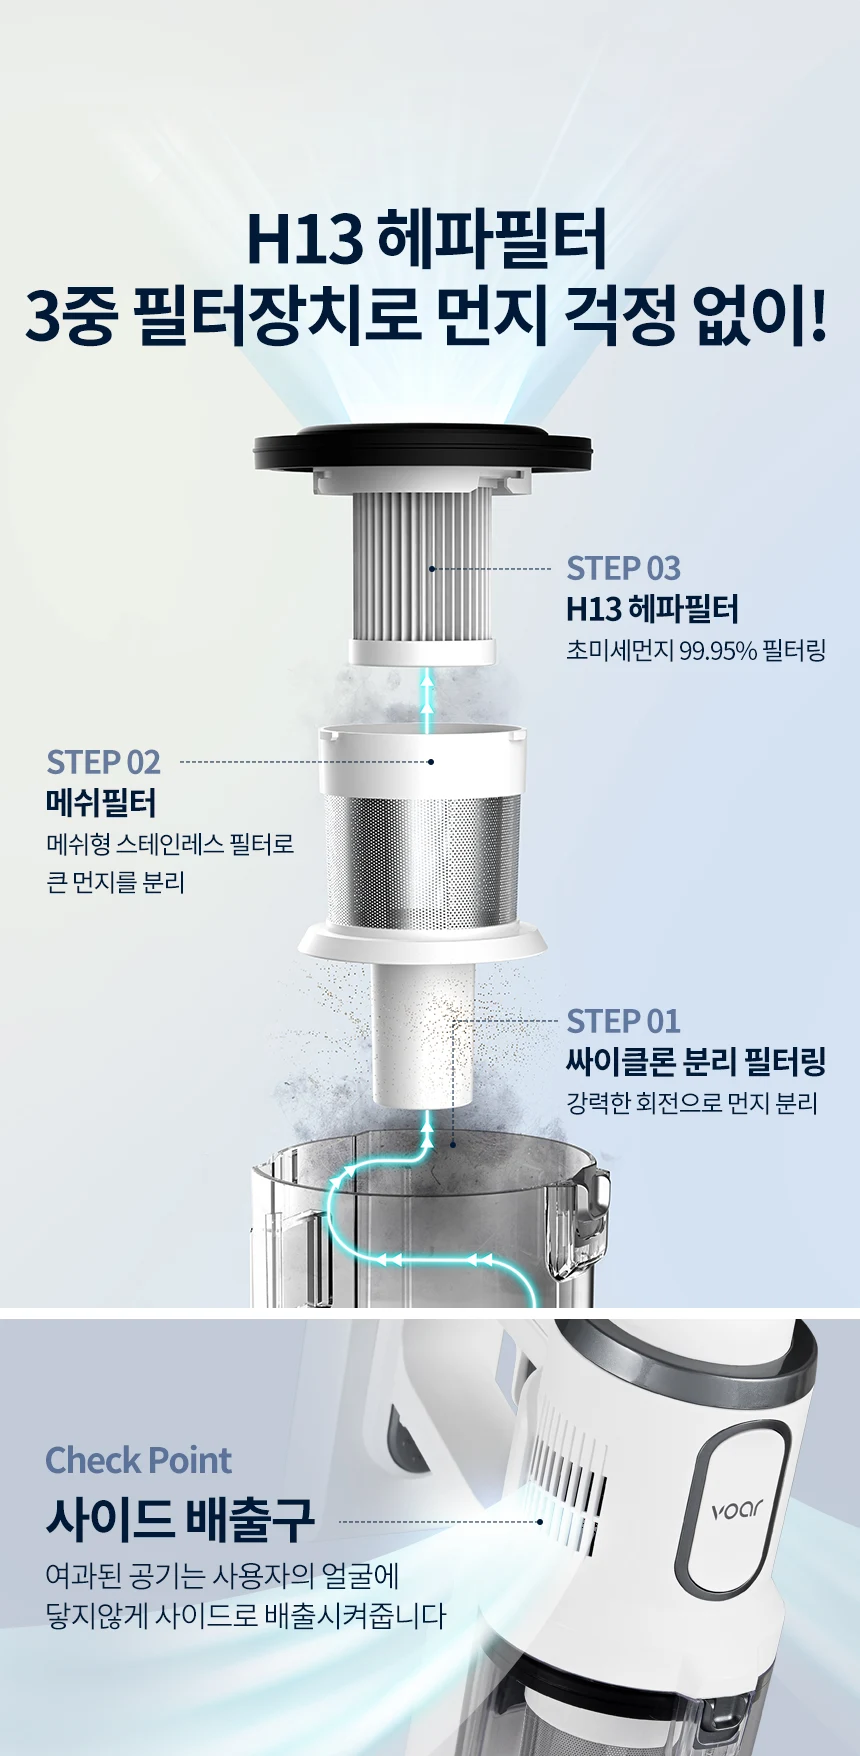 H13 헤파필터
3중 필터장치로 먼지 걱정 없이!
STEP 03
H13 헤파필터
초미세먼지 99.95% 필터링
STEP 02
메쉬필터
메쉬형 스테인레스 필터로
큰 먼지를 분리
STEP 01
싸이클론 분리 필터링
강력한 회전으로 먼지 분리
Check Point
사이드 배출구
여과된 공기는 사용자의 얼굴에
닿지않게 사이드로 배출시켜줍니다
voar